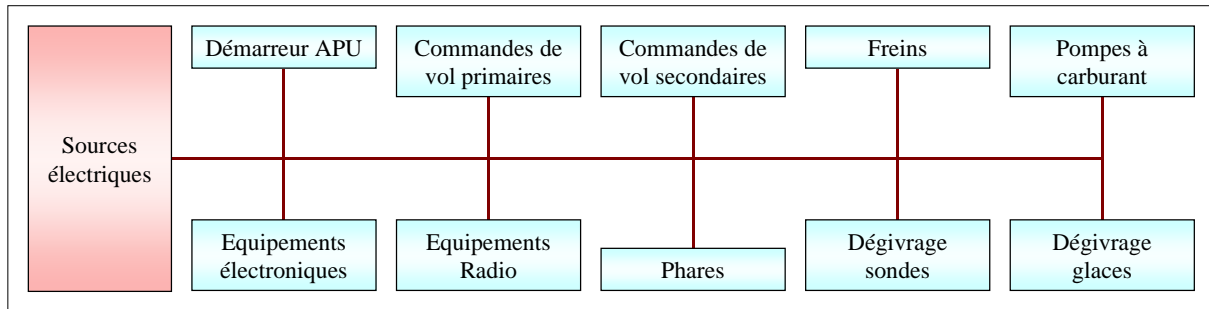 Sources
électriques
Démarreur APU
Commandes de
vol primaires
Commandes de
vol secondaires
Freins
Pompes à
carburant
Equipements
électroniques
Equipements
Radio
Phares
Dégivrage
sondes
Dégivrage
glaces